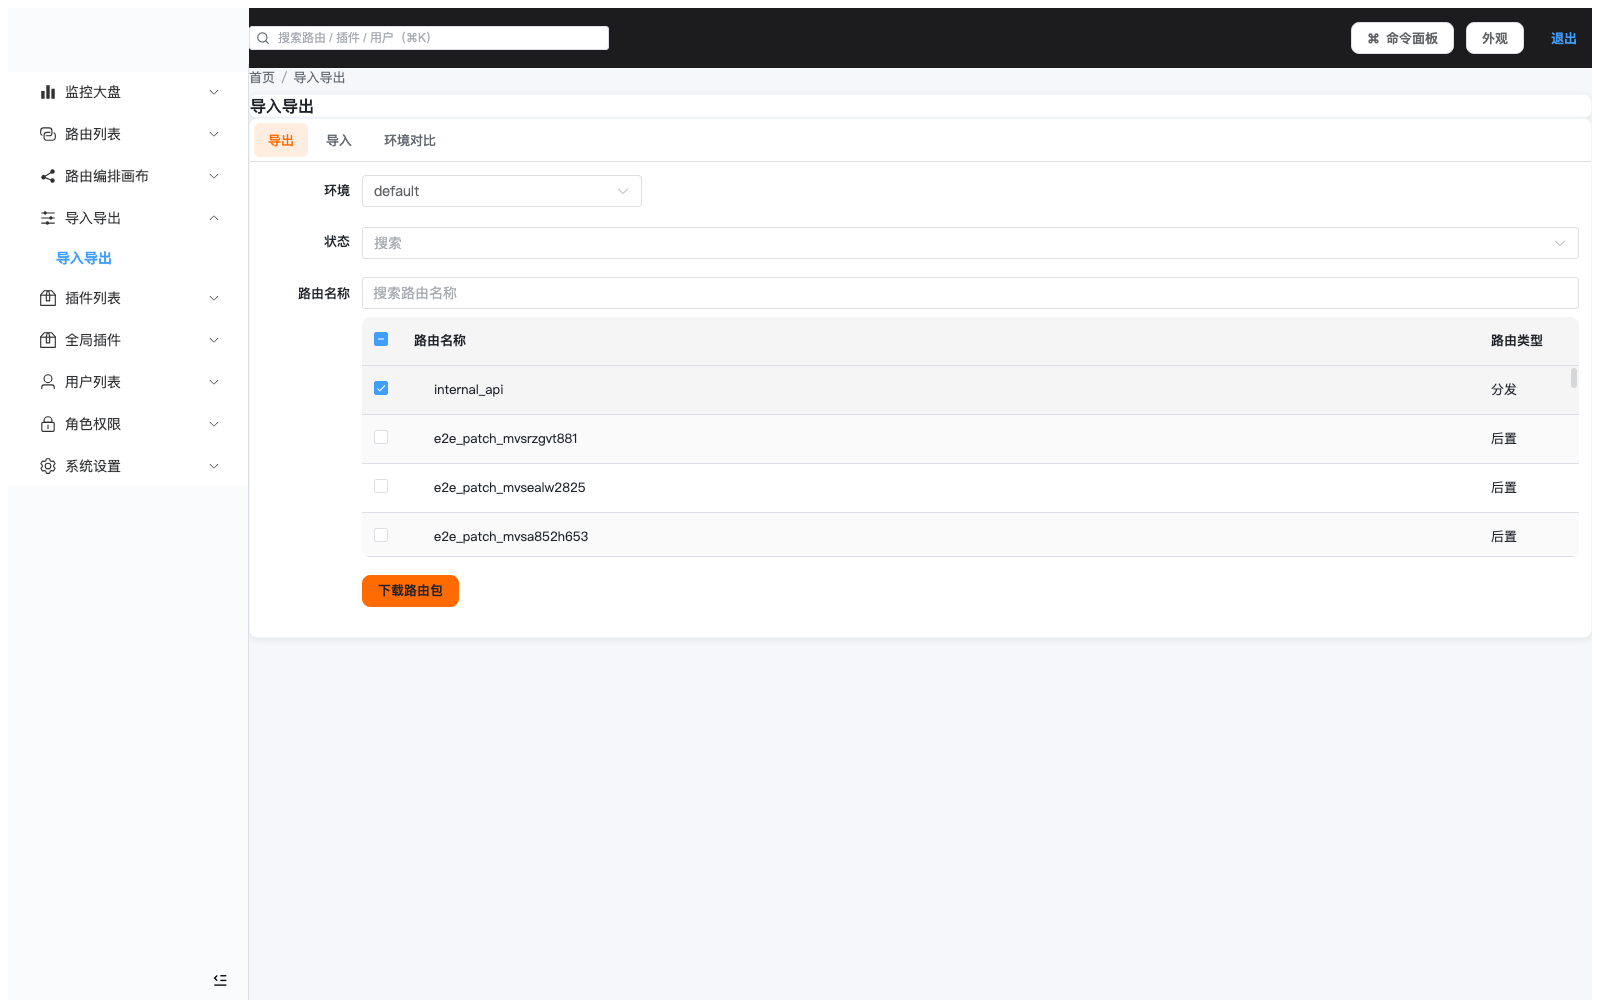 搜索路由 / 插件 / 用户（⌘K）
⌘ 命令面板
外观
退出
监控大盘
路由列表
路由编排画布
导入导出
导入导出
插件列表
全局插件
用户列表
角色权限
系统设置
首页 / 导入导出
导入导出
导出 导入 环境对比
环境 default
状态 搜索
路由名称 搜索路由名称
路由名称 路由类型
internal_api 分发
e2e_patch_mvsrzgvt881 后置
e2e_patch_mvsealw2825 后置
e2e_patch_mvsa852h653 后置
下载路由包